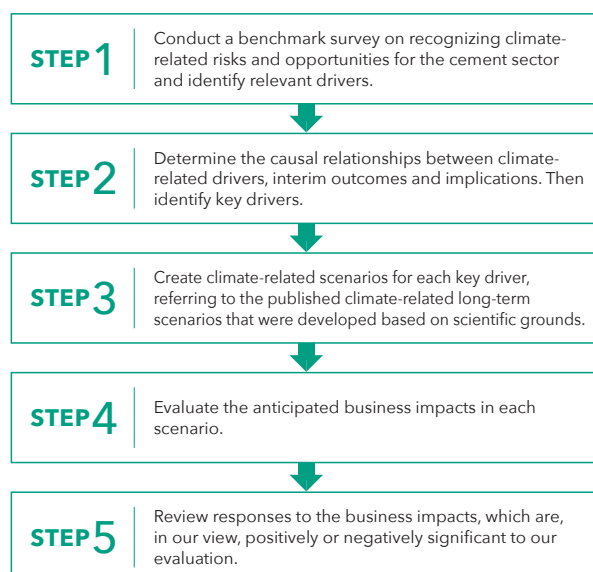 STEP 1
Conduct a benchmark survey on recognizing climate-
related risks and opportunities for the cement sector
and identify relevant drivers.
STEP 2
Determine the causal relationships between climate-
related drivers, interim outcomes and implications. Then
identify key drivers.
STEP 3
Create climate-related scenarios for each key driver,
referring to the published climate-related long-term
scenarios that were developed based on scientific grounds.
STEP 4
Evaluate the anticipated business impacts in each
scenario.
STEP 5
Review responses to the business impacts, which are,
in our view, positively or negatively significant to our
evaluation.